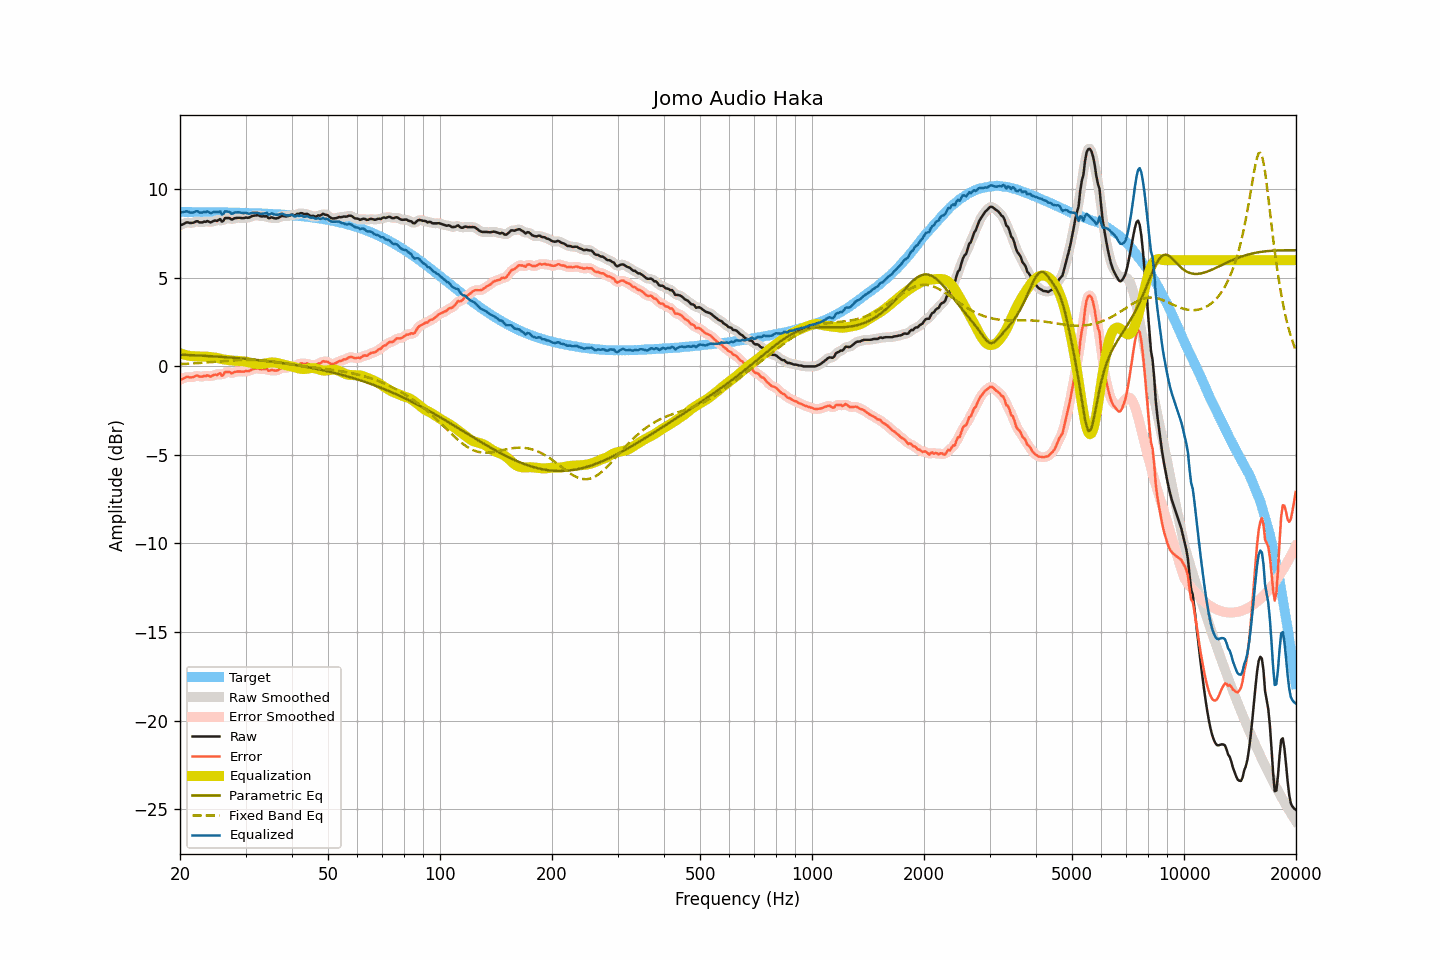 Jomo Audio Haka
10
5
0
−5
−10
−15
−20
−25
Amplitude (dBr)
Target
Raw Smoothed
Error Smoothed
Raw
Error
Equalization
Parametric Eq
Fixed Band Eq
Equalized
20 50 100 200 500 1000 2000 5000 10000 20000
Frequency (Hz)